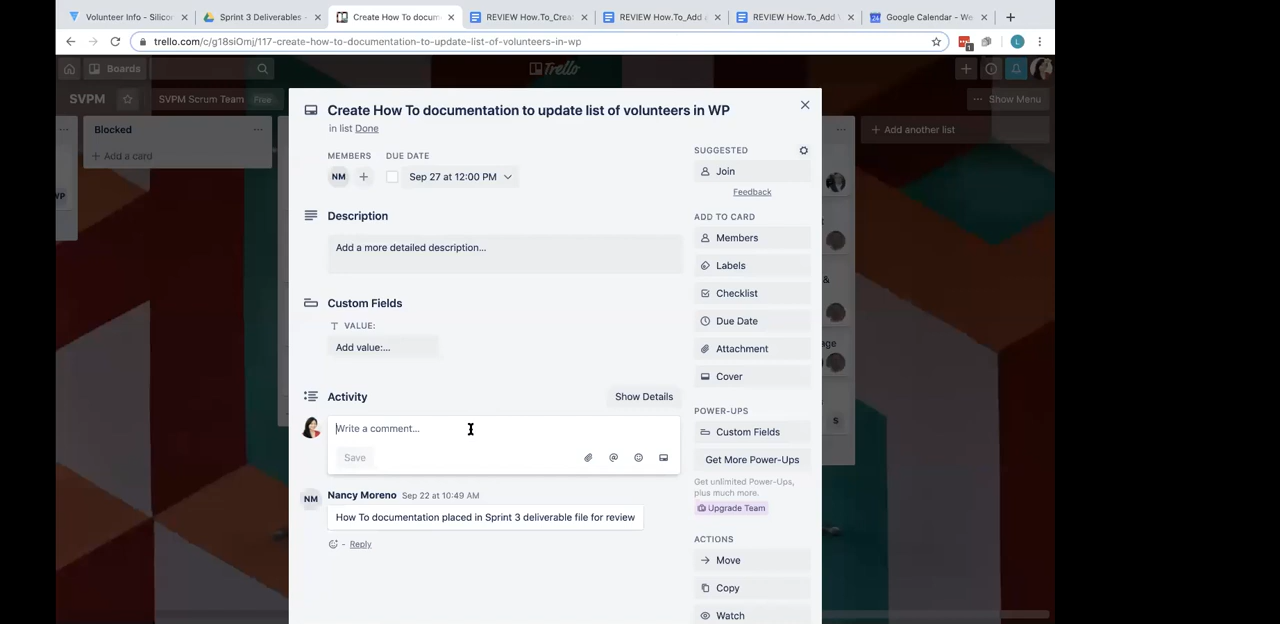 Volunteer Info - Silicon
Sprint 3 Deliverables -
Create How To docum
REVIEW How.To_Crea
REVIEW How.To_Add
REVIEW How.To_Add
Google Calendar - We
trello.com/c/g18siOmj/117-create-how-to-documentation-to-update-list-of-volunteers-in-wp
1
L
Boards
Trello
SVPM
SVPM Scrum Team
Free
Show Menu
Blocked
+ Add a card
+ Add another list
Create How To documentation to update list of volunteers in WP
in list Done
MEMBERS
DUE DATE
NM
Sep 27 at 12:00 PM
Description
Add a more detailed description...
Custom Fields
VALUE:
Add value:...
Activity
Show Details
Write a comment...
Save
NM
Nancy Moreno Sep 22 at 10:49 AM
How To documentation placed in Sprint 3 deliverable file for review
- Reply
SUGGESTED
Join
Feedback
ADD TO CARD
Members
Labels
Checklist
Due Date
Attachment
Cover
POWER-UPS
Custom Fields
Get More Power-Ups
Get unlimited Power-Ups,
plus much more.
Upgrade Team
ACTIONS
Move
Copy
Watch
WP
&
age
S